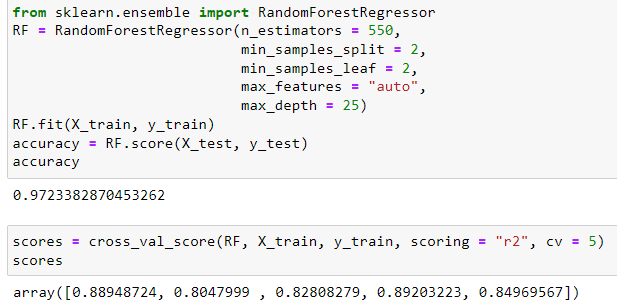 from sklearn.ensemble import RandomForestRegressor
RF = RandomForestRegressor(n_estimators = 550,
min_samples_split = 2,
min_samples_leaf = 2,
max_features = "auto",
max_depth = 25)
RF.fit(X_train, y_train)
accuracy = RF.score(X_test, y_test)
accuracy
0.9723382870453262
scores = cross_val_score(RF, X_train, y_train, scoring = "r2", cv = 5)
scores
array([0.88948724, 0.8047999 , 0.82808279, 0.89203223, 0.84969567])